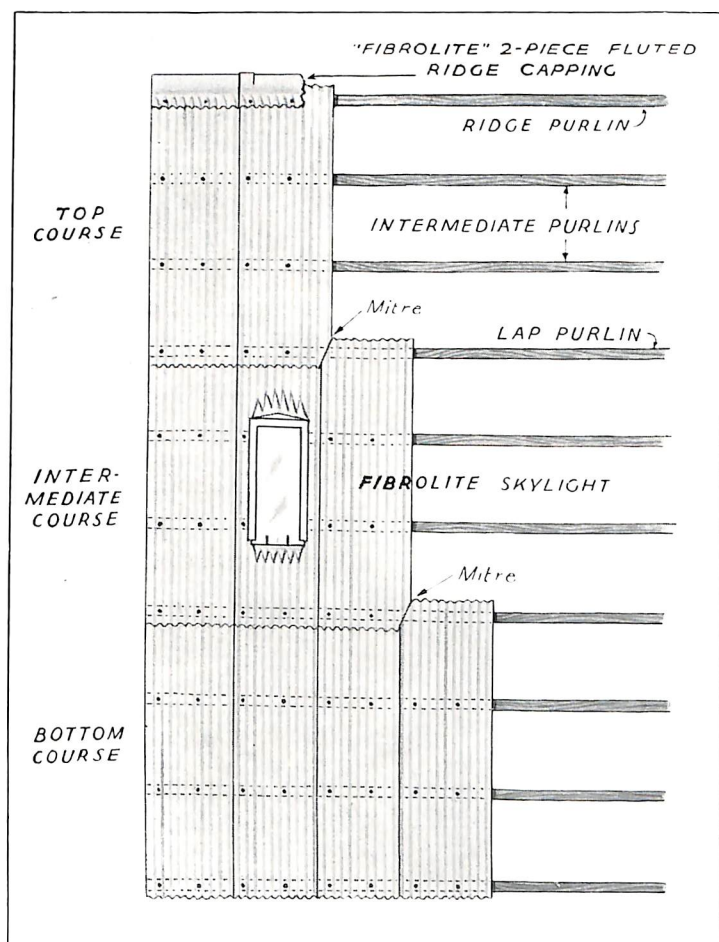 "FIBROLITE" 2-PIECE FLUTED
RIDGE CAPPING
RIDGE PURLIN
TOP
COURSE
INTERMEDIATE PURLINS
Mitre
LAP PURLIN
INTER-
MEDIATE
COURSE
FIBROLITE SKYLIGHT
Mitre
BOTTOM
COURSE